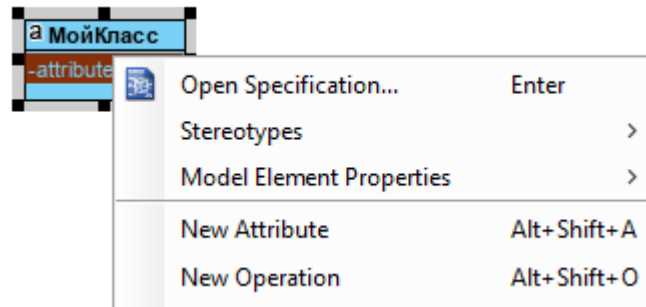 a МойКласс
-attribute
Open Specification... Enter
Stereotypes >
Model Element Properties >
New Attribute Alt+Shift+A
New Operation Alt+Shift+O